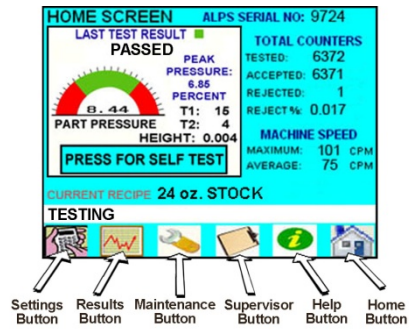 HOME SCREEN ALPS SERIAL NO: 9724
LAST TEST RESULT
PASSED
PEAK
PRESSURE:
6.85
PERCENT
8.44
PART PRESSURE
T1: 15
T2: 4
HEIGHT: 0.004
PRESS FOR SELF TEST
TOTAL COUNTERS
TESTED: 6372
ACCEPTED: 6371
REJECTED: 1
REJECT%: 0.017
MACHINE SPEED
MAXIMUM: 101 CPM
AVERAGE: 75 CPM
CURRENT RECIPE 24 oz. STOCK
TESTING
Settings Button
Results Button
Maintenance Button
Supervisor Button
Help Button
Home Button